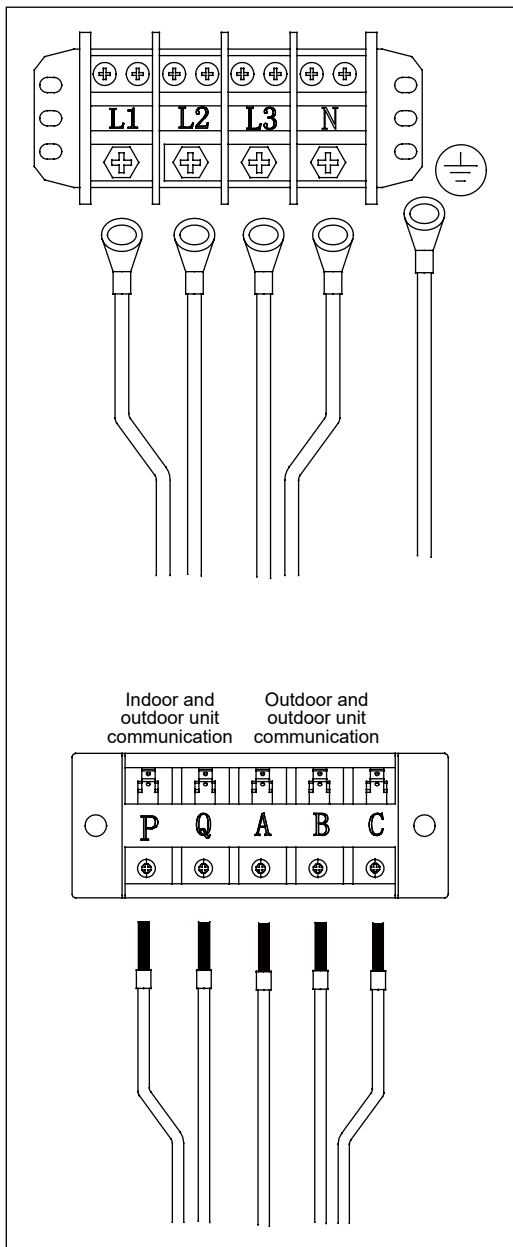 L1 L2 L3 N
Indoor and
outdoor unit
communication
Outdoor and
outdoor unit
communication
P Q A B C